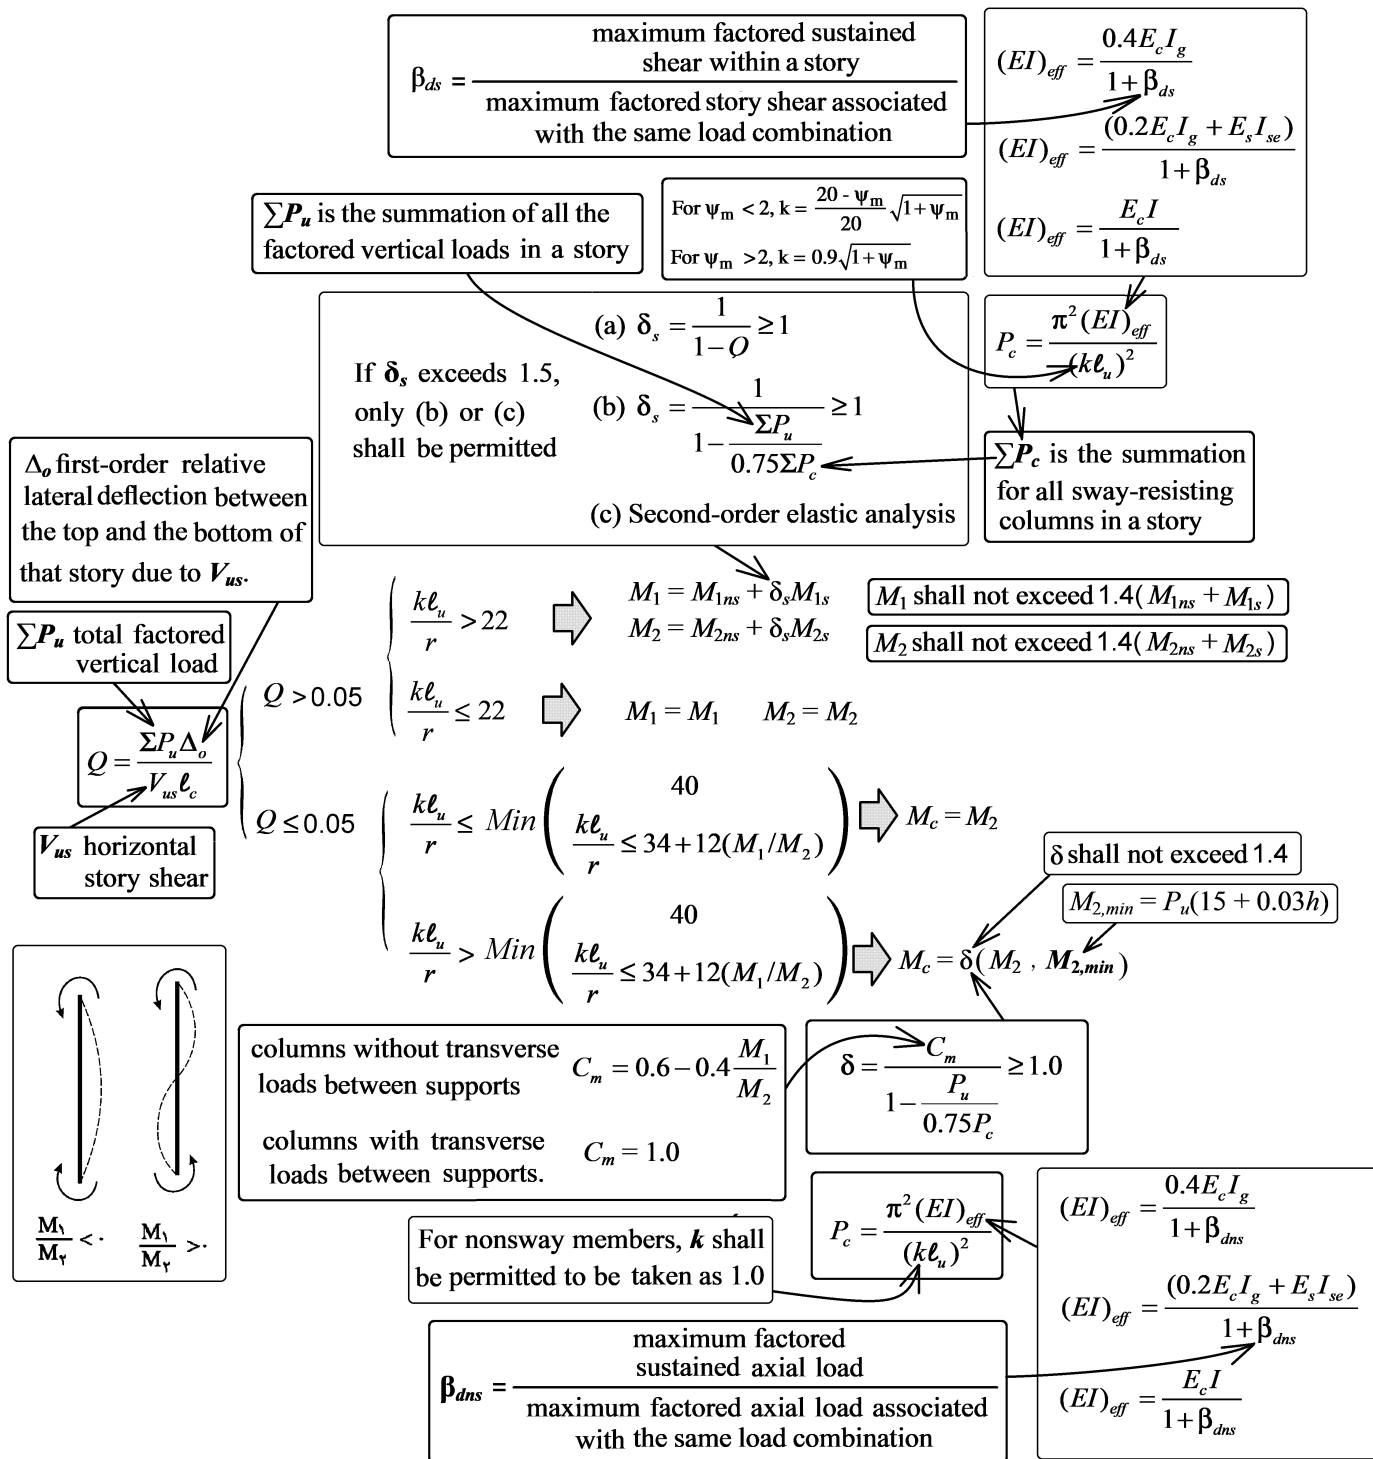 β_ds = maximum factored sustained
shear within a story
maximum factored story shear associated
with the same load combination
(EI)_eff = 0.4E_cI_g / 1+β_ds
(EI)_eff = (0.2E_cI_g + E_sI_se) / 1+β_ds
(EI)_eff = E_cI / 1+β_ds
∑P_u is the summation of all the
factored vertical loads in a story
For ψ_m < 2, k = 20 - ψ_m / 20 √1+ψ_m
For ψ_m >2, k = 0.9√1+ψ_m
P_c = π²(EI)_eff / (kℓ_u)²
If δ_s exceeds 1.5,
only (b) or (c)
shall be permitted
(a) δ_s = 1 / 1−Q ≥ 1
(b) δ_s = 1 / 1− ΣP_u / 0.75ΣP_c ≥ 1
(c) Second-order elastic analysis
∑P_c is the summation
for all sway-resisting
columns in a story
Δ_o first-order relative
lateral deflection between
the top and the bottom of
that story due to V_us.
∑P_u total factored
vertical load
Q = ΣP_uΔ_o / V_usℓ_c
V_us horizontal
story shear
Q > 0.05
kℓ_u / r > 22
M_1 = M_1ns + δ_sM_1s
M_2 = M_2ns + δ_sM_2s
M_1 shall not exceed 1.4(M_1ns + M_1s)
M_2 shall not exceed 1.4(M_2ns + M_2s)
kℓ_u / r ≤ 22
M_1 = M_1 M_2 = M_2
Q ≤ 0.05
kℓ_u / r ≤ Min ( 40
kℓ_u / r ≤ 34+12(M_1/M_2) )
M_c = M_2
kℓ_u / r > Min ( 40
kℓ_u / r ≤ 34+12(M_1/M_2) )
M_c = δ(M_2 , M_2,min)
δ shall not exceed 1.4
M_2,min = P_u(15 + 0.03h)
M_١ / M_٢ < ٠
M_١ / M_٢ > ٠
columns without transverse
loads between supports
C_m = 0.6−0.4 M_1 / M_2
columns with transverse
loads between supports.
C_m = 1.0
δ = C_m / 1− P_u / 0.75P_c ≥ 1.0
For nonsway members, k shall
be permitted to be taken as 1.0
P_c = π²(EI)_eff / (kℓ_u)²
(EI)_eff = 0.4E_cI_g / 1+β_dns
(EI)_eff = (0.2E_cI_g + E_sI_se) / 1+β_dns
(EI)_eff = E_cI / 1+β_dns
β_dns = maximum factored
sustained axial load
maximum factored axial load associated
with the same load combination